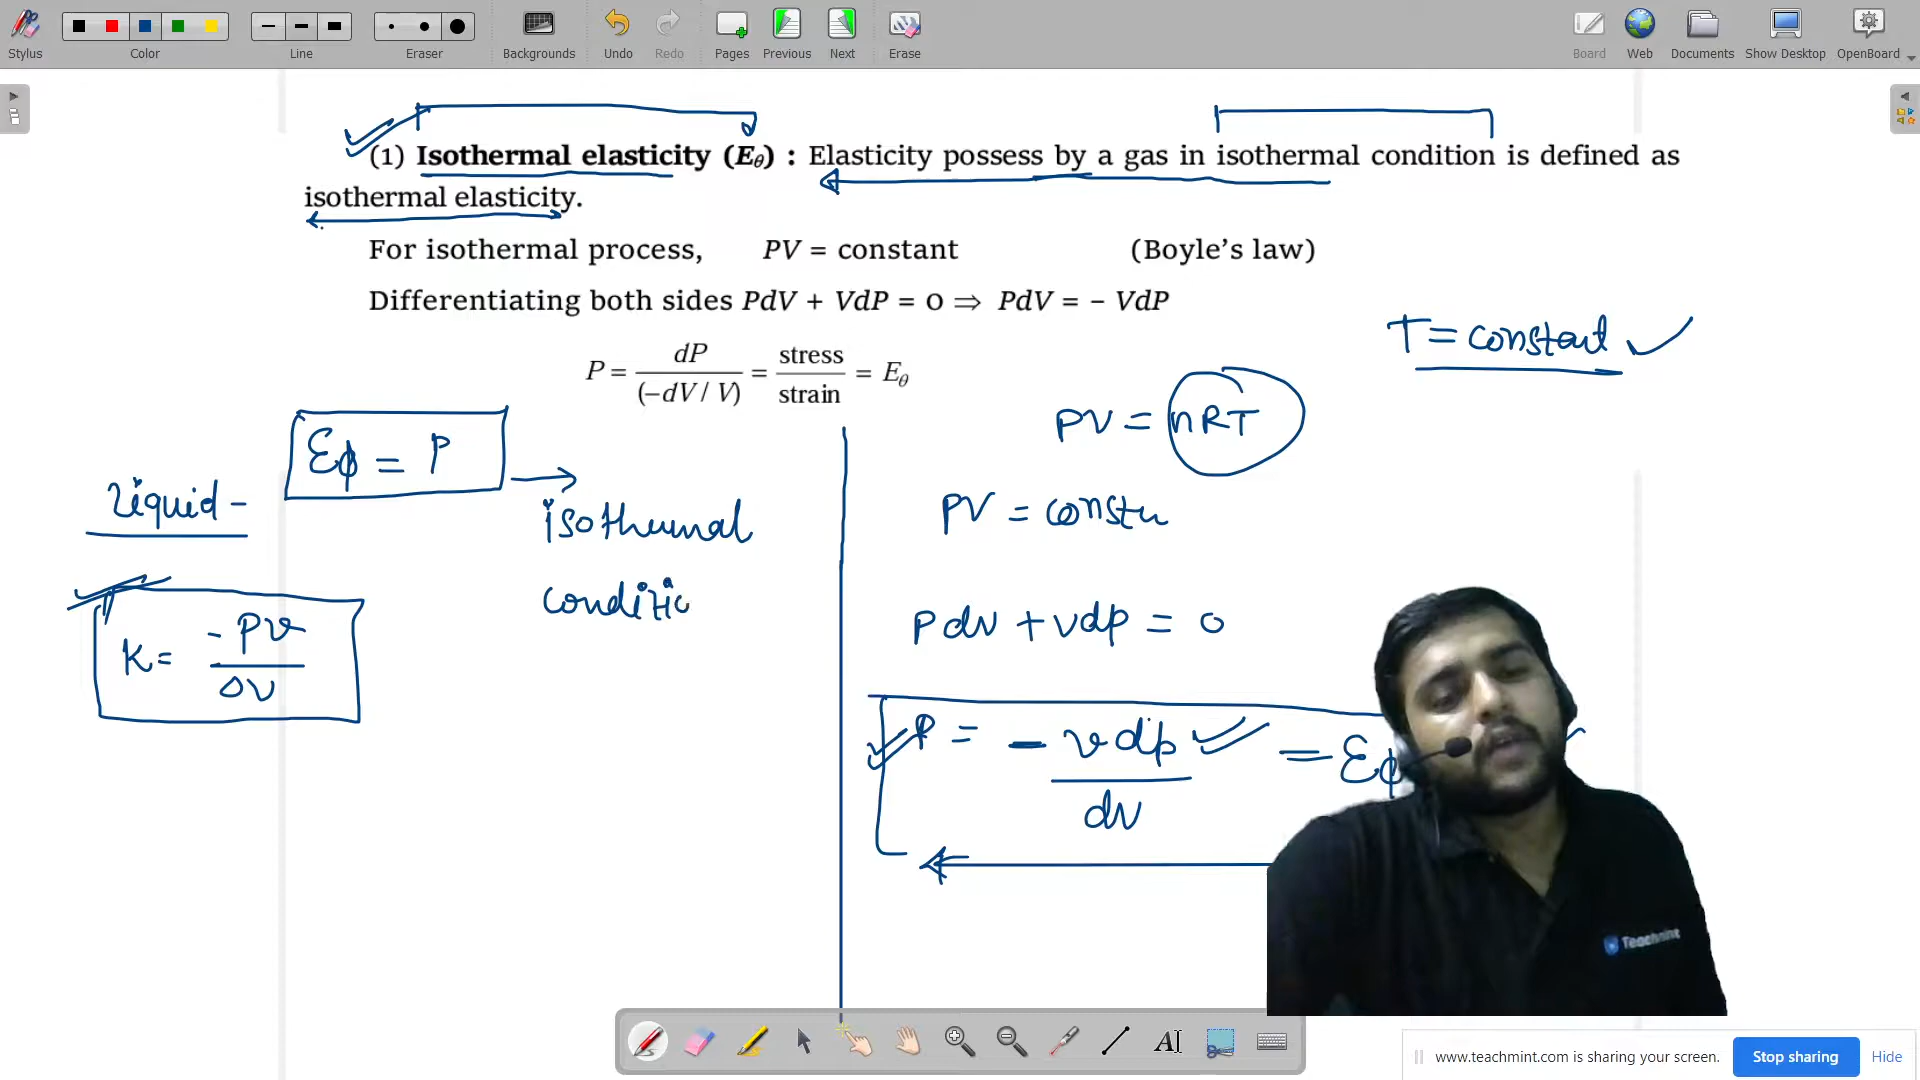 Stylus Color Line Eraser Backgrounds Undo Redo Pages Previous Next Erase Board Web Documents Show Desktop OpenBoard
(1) Isothermal elasticity (Eθ) : Elasticity possess by a gas in isothermal condition is defined as
isothermal elasticity.
For isothermal process, PV = constant (Boyle's law)
Differentiating both sides PdV + VdP = 0 ⇒ PdV = – VdP
P = dP / (–dV / V) = stress / strain = Eθ
T = constant
PV = nRT
Eϕ = P
Liquid -
isothermal
PV = constn
conditio
K = - PV / ΔV
Pdv + vdp = 0
P = - vdp / dv = Eϕ
Teachmint
www.teachmint.com is sharing your screen. Stop sharing Hide